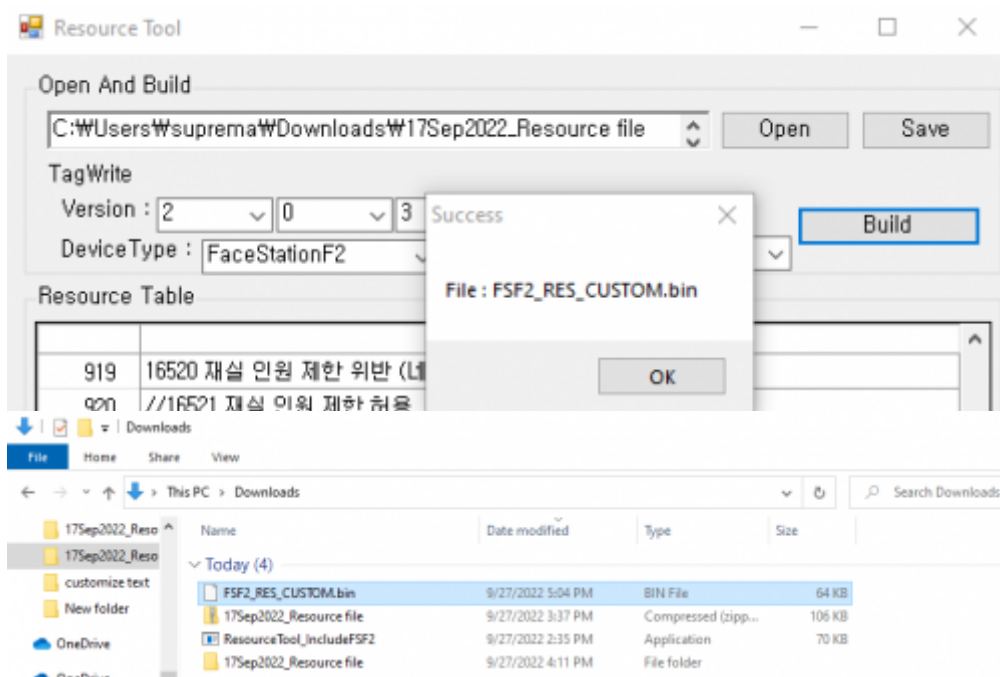 Resource Tool
Open And Build
C:₩Users₩suprema₩Downloads₩17Sep2022_Resource file
Open
Save
TagWrite
Version : 2 0 3
Success
Build
DeviceType : FaceStationF2
File : FSF2_RES_CUSTOM.bin
Resource Table
OK
919 16520 재실 인원 제한 위반 (네
920 //16521 재실 인원 제한 허용
Downloads
File Home Share View
This PC > Downloads
Search Downloads
17Sep2022_Reso
Name Date modified Type Size
17Sep2022_Reso
Today (4)
customize text
FSF2_RES_CUSTOM.bin 9/27/2022 5:04 PM BIN File 64 KB
New folder
17Sep2022_Resource file 9/27/2022 3:37 PM Compressed (zipp... 106 KB
OneDrive
ResourceTool_IncludeFSF2 9/27/2022 2:35 PM Application 70 KB
17Sep2022_Resource file 9/27/2022 4:11 PM File folder
OneDrive